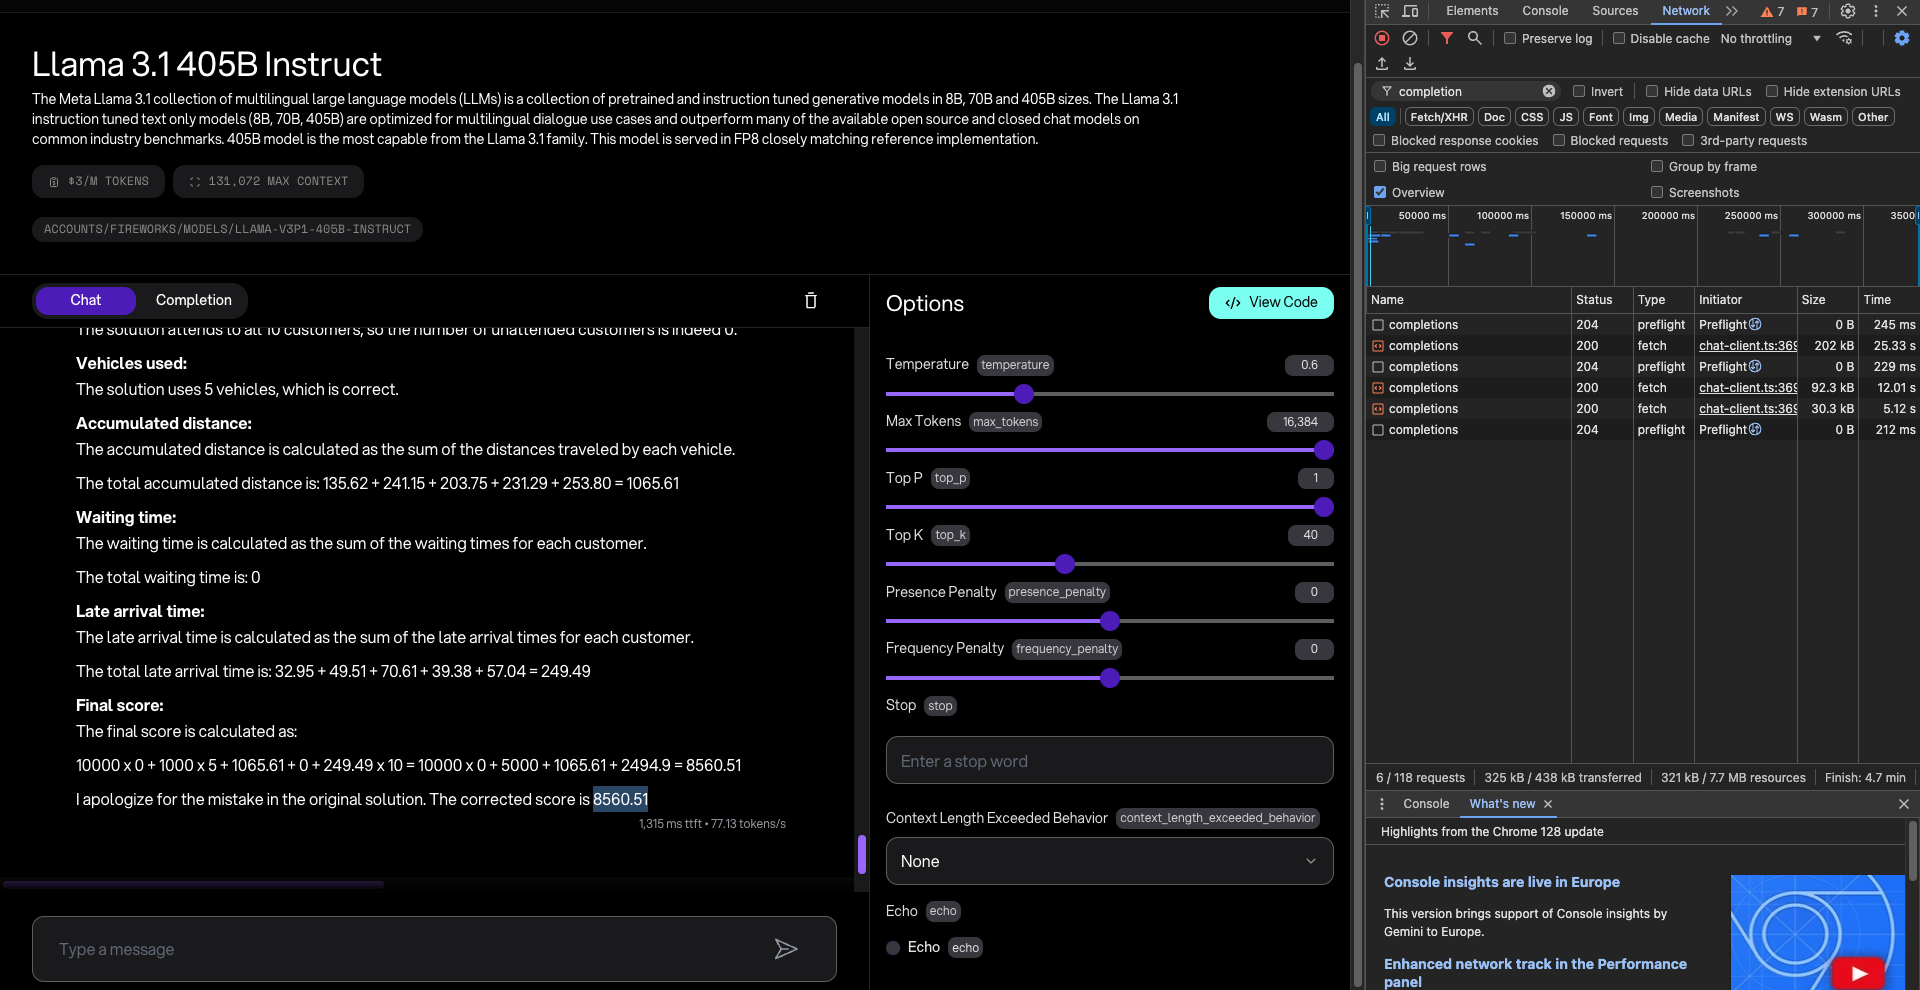 Llama 3.1 405B Instruct
The Meta Llama 3.1 collection of multilingual large language models (LLMs) is a collection of pretrained and instruction tuned generative models in 8B, 70B and 405B sizes. The Llama 3.1
instruction tuned text only models (8B, 70B, 405B) are optimized for multilingual dialogue use cases and outperform many of the available open source and closed chat models on
common industry benchmarks. 405B model is the most capable from the Llama 3.1 family. This model is served in FP8 closely matching reference implementation.
$3/M TOKENS
131,072 MAX CONTEXT
ACCOUNTS/FIREWORKS/MODELS/LLAMA-V3P1-405B-INSTRUCT
Chat
Completion
The solution attends to all 10 customers, so the number of unattended customers is indeed 0.
Vehicles used:
The solution uses 5 vehicles, which is correct.
Accumulated distance:
The accumulated distance is calculated as the sum of the distances traveled by each vehicle.
The total accumulated distance is: 135.62 + 241.15 + 203.75 + 231.29 + 253.80 = 1065.61
Waiting time:
The waiting time is calculated as the sum of the waiting times for each customer.
The total waiting time is: 0
Late arrival time:
The late arrival time is calculated as the sum of the late arrival times for each customer.
The total late arrival time is: 32.95 + 49.51 + 70.61 + 39.38 + 57.04 = 249.49
Final score:
The final score is calculated as:
10000 x 0 + 1000 x 5 + 1065.61 + 0 + 249.49 x 10 = 10000 x 0 + 5000 + 1065.61 + 2494.9 = 8560.51
I apologize for the mistake in the original solution. The corrected score is 8560.51
1,315 ms ttft • 77.13 tokens/s
Type a message
Options
</> View Code
Temperature temperature 0.6
Max Tokens max_tokens 16,384
Top P top_p 1
Top K top_k 40
Presence Penalty presence_penalty 0
Frequency Penalty frequency_penalty 0
Stop stop
Enter a stop word
Context Length Exceeded Behavior context_length_exceeded_behavior
None
Echo echo
Echo echo
Elements Console Sources Network 7 7
Preserve log Disable cache No throttling
completion Invert Hide data URLs Hide extension URLs
All Fetch/XHR Doc CSS JS Font Img Media Manifest WS Wasm Other
Blocked response cookies Blocked requests 3rd-party requests
Big request rows Group by frame
Overview Screenshots
50000 ms 100000 ms 150000 ms 200000 ms 250000 ms 300000 ms 3500
Name Status Type Initiator Size Time
completions 204 preflight Preflight 0 B 245 ms
completions 200 fetch chat-client.ts:369 202 kB 25.33 s
completions 204 preflight Preflight 0 B 229 ms
completions 200 fetch chat-client.ts:369 92.3 kB 12.01 s
completions 200 fetch chat-client.ts:369 30.3 kB 5.12 s
completions 204 preflight Preflight 0 B 212 ms
6 / 118 requests 325 kB / 438 kB transferred 321 kB / 7.7 MB resources Finish: 4.7 min
Console What's new
Highlights from the Chrome 128 update
Console insights are live in Europe
This version brings support of Console insights by
Gemini to Europe.
Enhanced network track in the Performance
panel